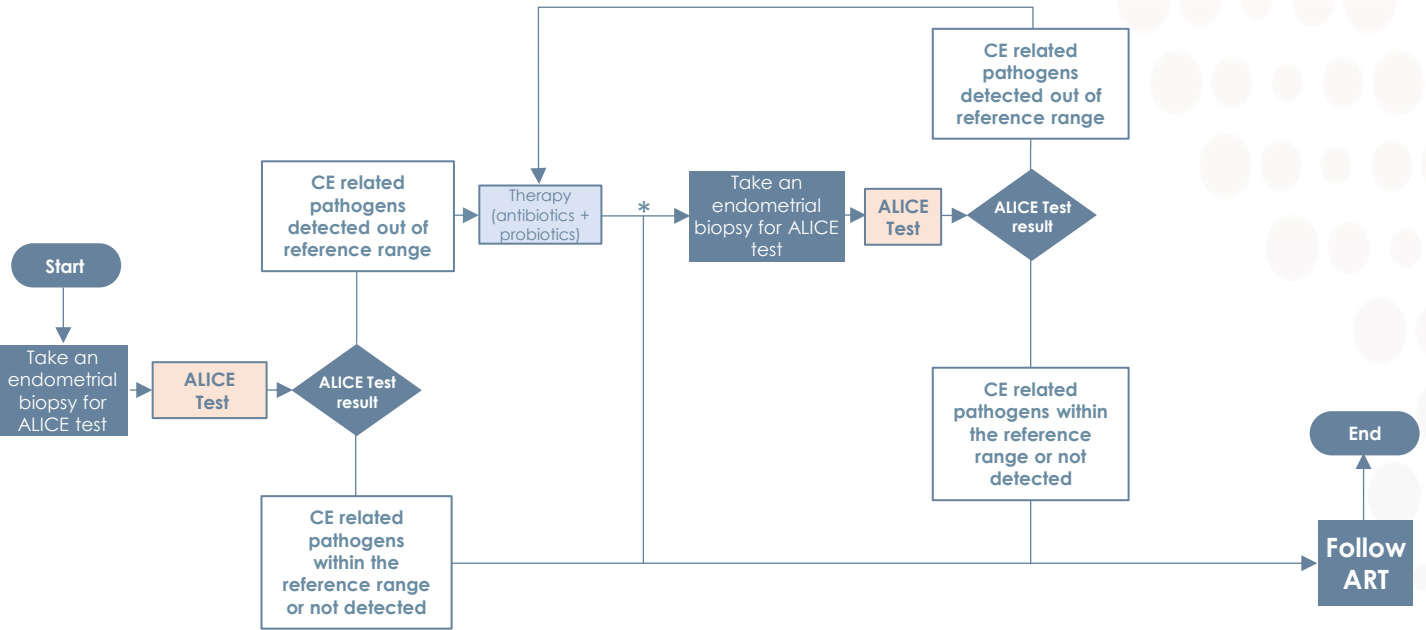 Start
Take an
endometrial
biopsy for
ALICE test
ALICE
Test
ALICE Test
result
CE related
pathogens
detected out of
reference range
CE related
pathogens
within the
reference range
or not detected
Therapy
(antibiotics +
probiotics)
*
Take an
endometrial
biopsy for ALICE
test
ALICE
Test
ALICE Test
result
CE related
pathogens
detected out of
reference range
CE related
pathogens within
the reference
range or not
detected
Follow
ART
End